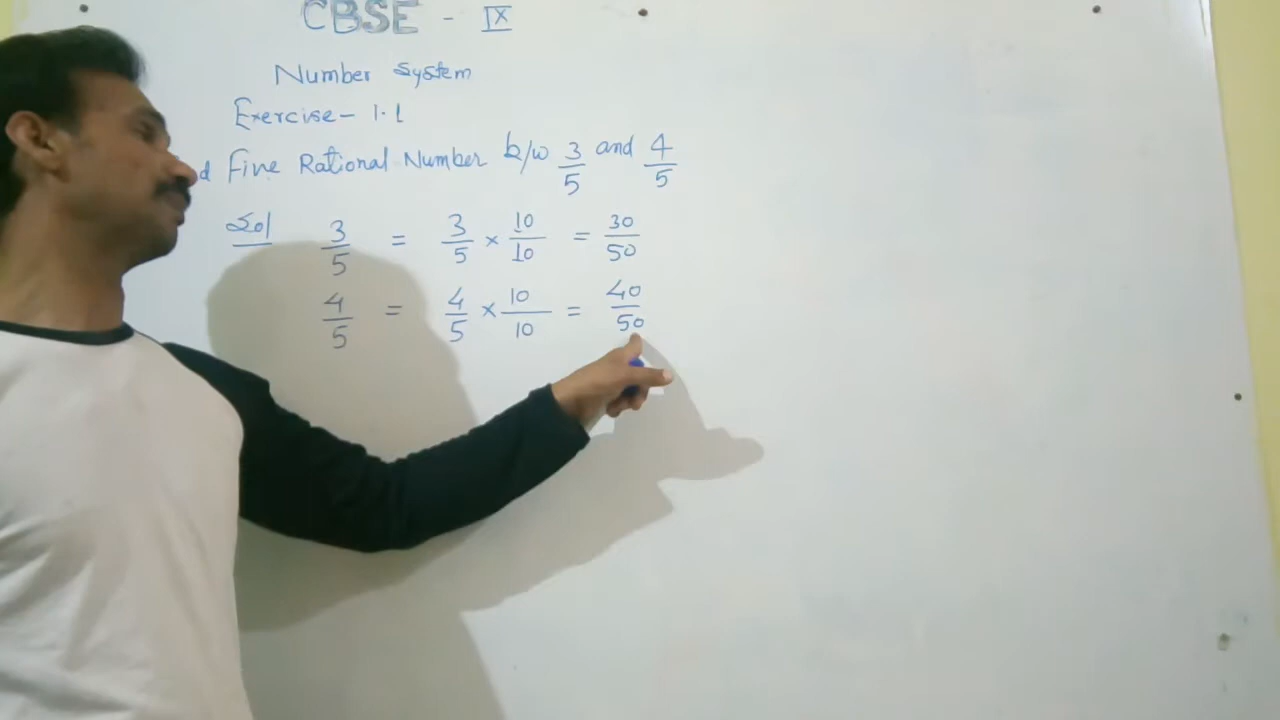 CBSE - IX
Number System
Exercise - 1.1
d Five Rational Number b/w 3/5 and 4/5
Sol 3/5 = 3/5 × 10/10 = 30/50
4/5 = 4/5 × 10/10 = 40/50